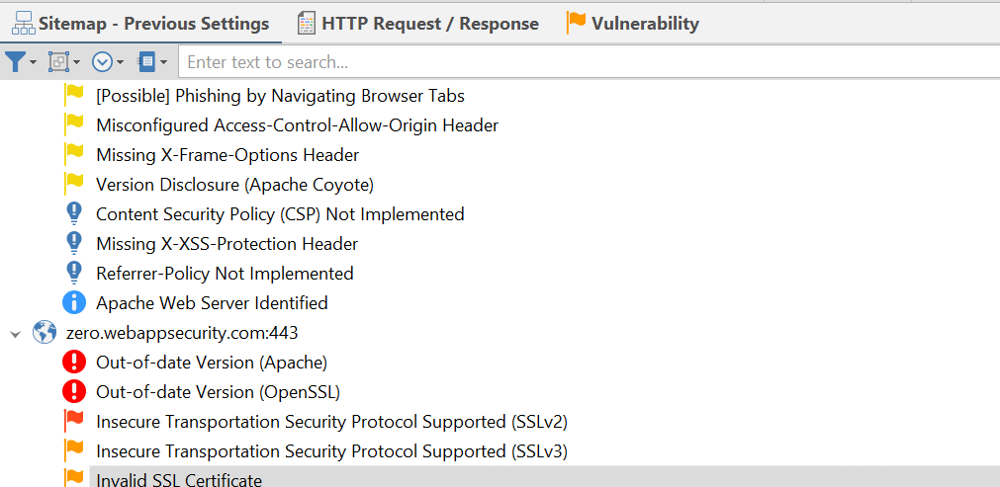 Sitemap - Previous Settings HTTP Request / Response Vulnerability
Enter text to search...
[Possible] Phishing by Navigating Browser Tabs
Misconfigured Access-Control-Allow-Origin Header
Missing X-Frame-Options Header
Version Disclosure (Apache Coyote)
Content Security Policy (CSP) Not Implemented
Missing X-XSS-Protection Header
Referrer-Policy Not Implemented
Apache Web Server Identified
zero.webappsecurity.com:443
Out-of-date Version (Apache)
Out-of-date Version (OpenSSL)
Insecure Transportation Security Protocol Supported (SSLv2)
Insecure Transportation Security Protocol Supported (SSLv3)
Invalid SSL Certificate